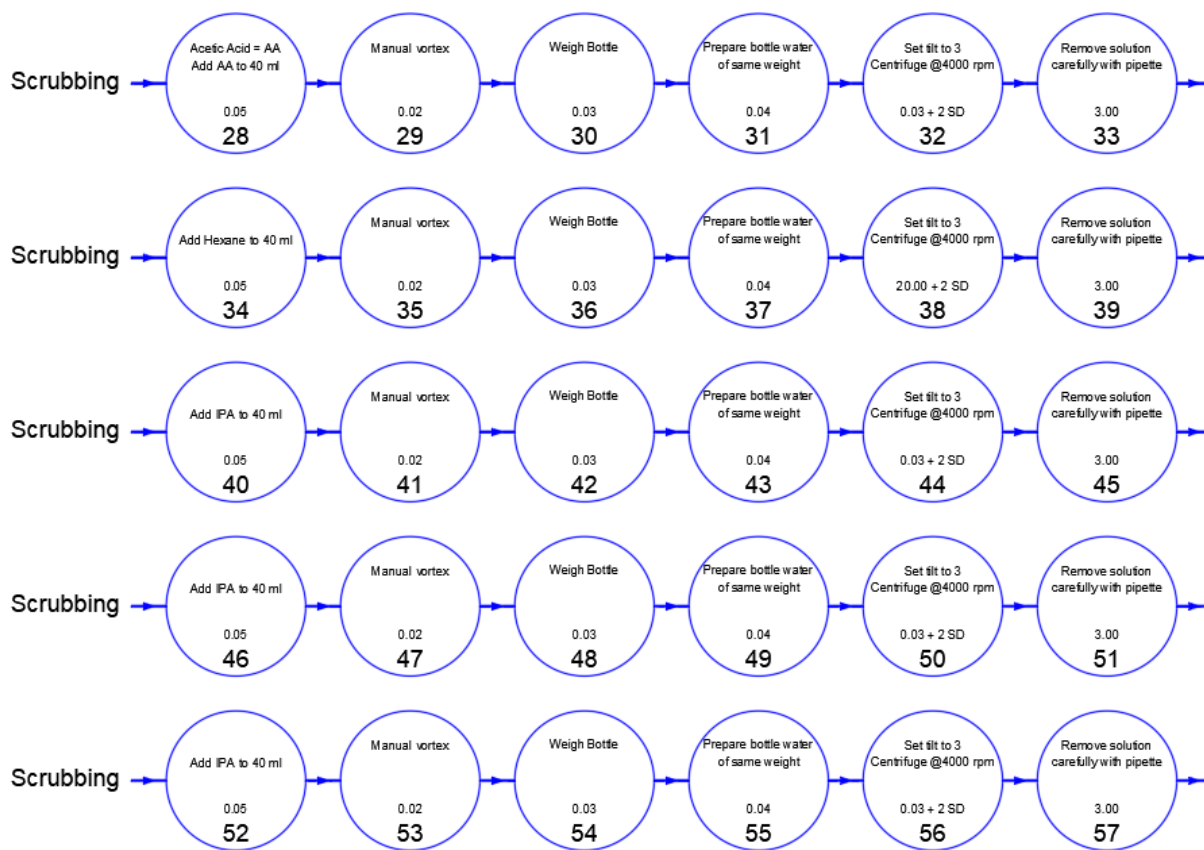 Scrubbing
Acetic Acid = AA
Add AA to 40 ml
0.05
28
Manual vortex
0.02
29
Weigh Bottle
0.03
30
Prepare bottle water
of same weight
0.04
31
Set tilt to 3
Centrifuge @4000 rpm
0.03 + 2 SD
32
Remove solution
carefully with pipette
3.00
33
Scrubbing
Add Hexane to 40 ml
0.05
34
Manual vortex
0.02
35
Weigh Bottle
0.03
36
Prepare bottle water
of same weight
0.04
37
Set tilt to 3
Centrifuge @4000 rpm
20.00 + 2 SD
38
Remove solution
carefully with pipette
3.00
39
Scrubbing
Add IPA to 40 ml
0.05
40
Manual vortex
0.02
41
Weigh Bottle
0.03
42
Prepare bottle water
of same weight
0.04
43
Set tilt to 3
Centrifuge @4000 rpm
0.03 + 2 SD
44
Remove solution
carefully with pipette
3.00
45
Scrubbing
Add IPA to 40 ml
0.05
46
Manual vortex
0.02
47
Weigh Bottle
0.03
48
Prepare bottle water
of same weight
0.04
49
Set tilt to 3
Centrifuge @4000 rpm
0.03 + 2 SD
50
Remove solution
carefully with pipette
3.00
51
Scrubbing
Add IPA to 40 ml
0.05
52
Manual vortex
0.02
53
Weigh Bottle
0.03
54
Prepare bottle water
of same weight
0.04
55
Set tilt to 3
Centrifuge @4000 rpm
0.03 + 2 SD
56
Remove solution
carefully with pipette
3.00
57